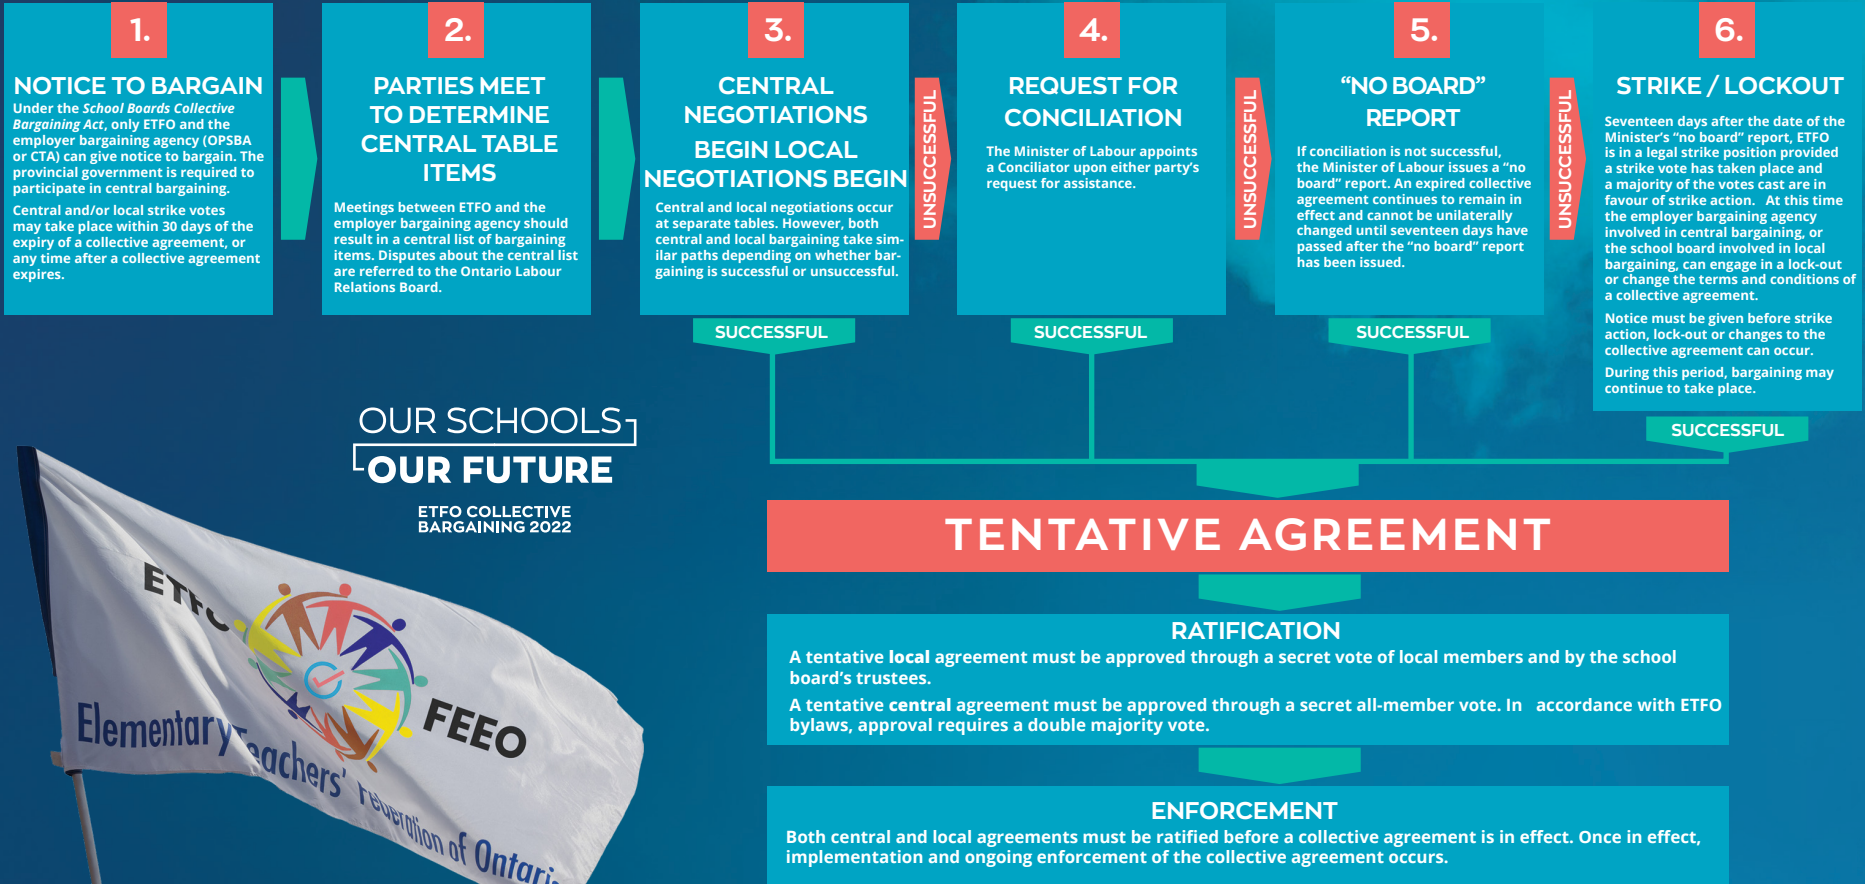 1.
NOTICE TO BARGAIN
Under the School Boards Collective
Bargaining Act, only ETFO and the
employer bargaining agency (OPSBA
or CTA) can give notice to bargain. The
provincial government is required to
participate in central bargaining.
Central and/or local strike votes
may take place within 30 days of the
expiry of a collective agreement, or
any time after a collective agreement
expires.
2.
PARTIES MEET
TO DETERMINE
CENTRAL TABLE
ITEMS
Meetings between ETFO and the
employer bargaining agency should
result in a central list of bargaining
items. Disputes about the central list
are referred to the Ontario Labour
Relations Board.
3.
CENTRAL
NEGOTIATIONS
BEGIN LOCAL
NEGOTIATIONS BEGIN
Central and local negotiations occur
at separate tables. However, both
central and local bargaining take sim-
ilar paths depending on whether bar-
gaining is successful or unsuccessful.
UNSUCCESSFUL
4.
REQUEST FOR
CONCILIATION
The Minister of Labour appoints
a Conciliator upon either party's
request for assistance.
UNSUCCESSFUL
5.
“NO BOARD”
REPORT
If conciliation is not successful,
the Minister of Labour issues a “no
board” report. An expired collective
agreement continues to remain in
effect and cannot be unilaterally
changed until seventeen days have
passed after the “no board” report
has been issued.
UNSUCCESSFUL
6.
STRIKE / LOCKOUT
Seventeen days after the date of the
Minister's “no board” report, ETFO
is in a legal strike position provided
a strike vote has taken place and
a majority of the votes cast are in
favour of strike action. At this time
the employer bargaining agency
involved in central bargaining, or
the school board involved in local
bargaining, can engage in a lock-out
or change the terms and conditions of
a collective agreement.
Notice must be given before strike
action, lock-out or changes to the
collective agreement can occur.
During this period, bargaining may
continue to take place.
SUCCESSFUL
SUCCESSFUL
SUCCESSFUL
SUCCESSFUL
OUR SCHOOLS
OUR FUTURE
ETFO COLLECTIVE
BARGAINING 2022
TENTATIVE AGREEMENT
RATIFICATION
A tentative local agreement must be approved through a secret vote of local members and by the school
board's trustees.
A tentative central agreement must be approved through a secret all-member vote. In accordance with ETFO
bylaws, approval requires a double majority vote.
ENFORCEMENT
Both central and local agreements must be ratified before a collective agreement is in effect. Once in effect,
implementation and ongoing enforcement of the collective agreement occurs.
ETFO
FEEO
Elementary Teachers' Federation of Ontari